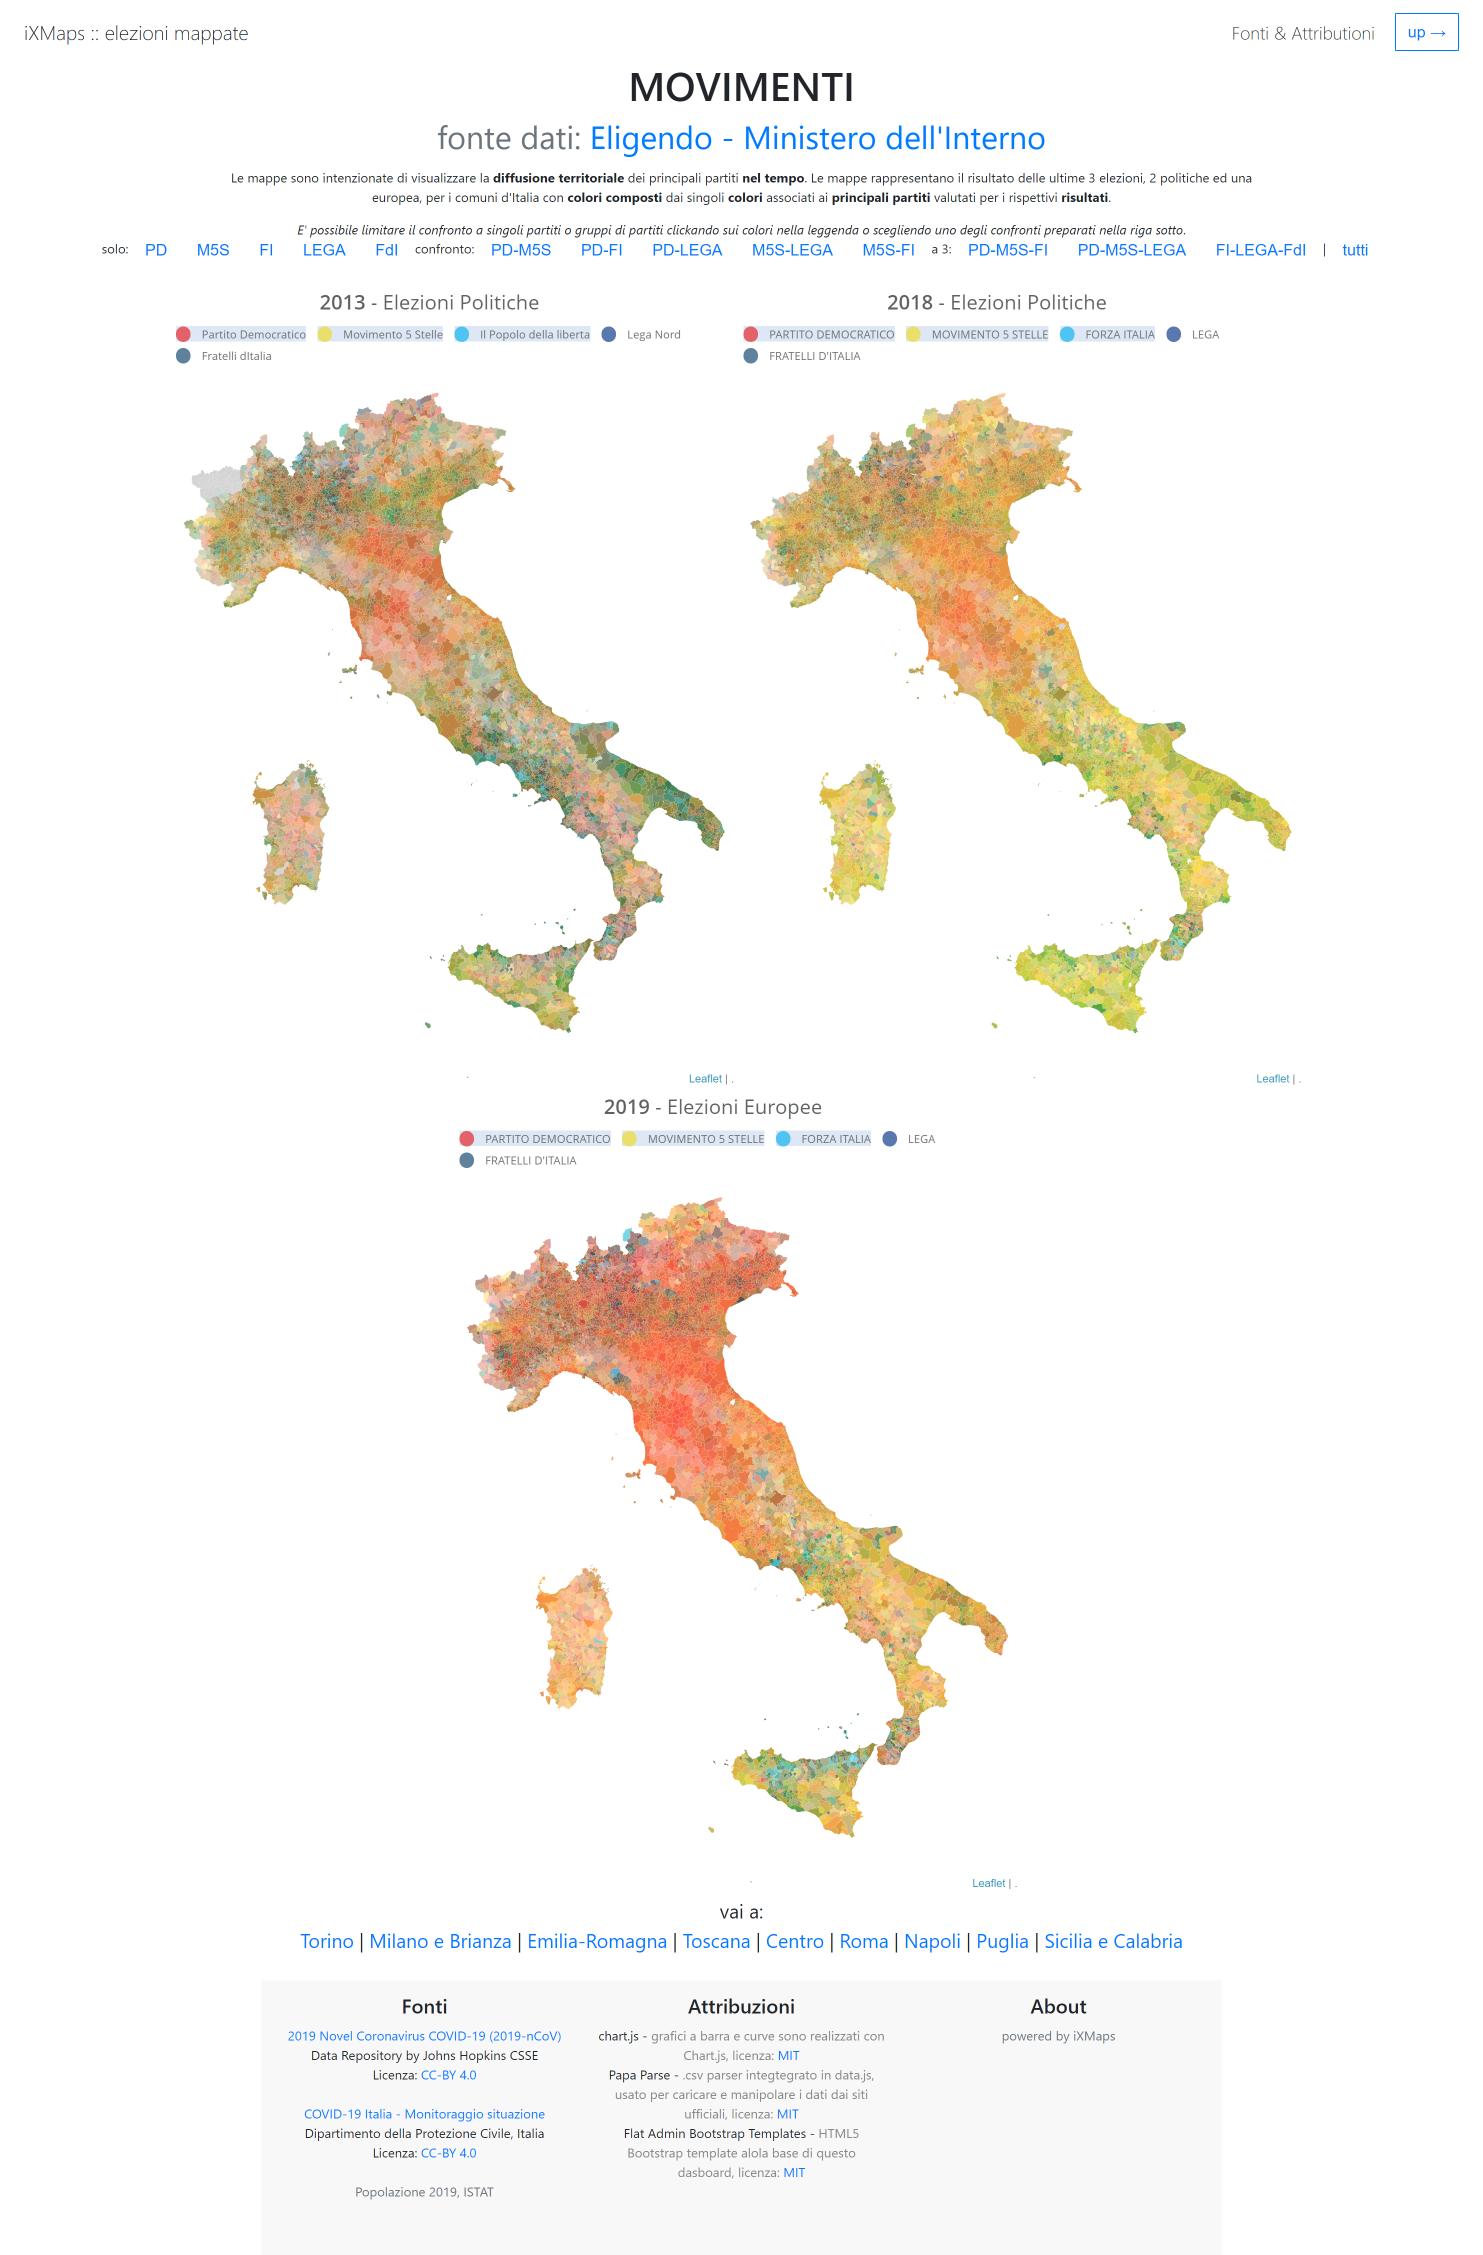 iXMaps :: elezioni mappate
Fonti & Attributioni
up →
MOVIMENTI
fonte dati: Eligendo - Ministero dell'Interno
Le mappe sono intenzionate di visualizzare la diffusione territoriale dei principali partiti nel tempo. Le mappe rappresentano il risultato delle ultime 3 elezioni, 2 politiche ed una
europea, per i comuni d'Italia con colori composti dai singoli colori associati ai principali partiti valutati per i rispettivi risultati.
E' possibile limitare il confronto a singoli partiti o gruppi di partiti clickando sui colori nella leggenda o scegliendo uno degli confronti preparati nella riga sotto.
solo: PD M5S FI LEGA FdI confronto: PD-M5S PD-FI PD-LEGA M5S-LEGA M5S-FI a 3: PD-M5S-FI PD-M5S-LEGA FI-LEGA-FdI | tutti
2013 - Elezioni Politiche
Partito Democratico Movimento 5 Stelle Il Popolo della liberta Lega Nord
Fratelli dItalia
Leaflet | .
2018 - Elezioni Politiche
PARTITO DEMOCRATICO MOVIMENTO 5 STELLE FORZA ITALIA LEGA
FRATELLI D'ITALIA
Leaflet | .
2019 - Elezioni Europee
PARTITO DEMOCRATICO MOVIMENTO 5 STELLE FORZA ITALIA LEGA
FRATELLI D'ITALIA
Leaflet | .
vai a:
Torino | Milano e Brianza | Emilia-Romagna | Toscana | Centro | Roma | Napoli | Puglia | Sicilia e Calabria
Fonti
2019 Novel Coronavirus COVID-19 (2019-nCoV)
Data Repository by Johns Hopkins CSSE
Licenza: CC-BY 4.0
COVID-19 Italia - Monitoraggio situazione
Dipartimento della Protezione Civile, Italia
Licenza: CC-BY 4.0
Popolazione 2019, ISTAT
Attribuzioni
chart.js - grafici a barra e curve sono realizzati con
Chart.js, licenza: MIT
Papa Parse - .csv parser integtegrato in data.js,
usato per caricare e manipolare i dati dai siti
ufficiali, licenza: MIT
Flat Admin Bootstrap Templates - HTML5
Bootstrap template alola base di questo
dasboard, licenza: MIT
About
powered by iXMaps